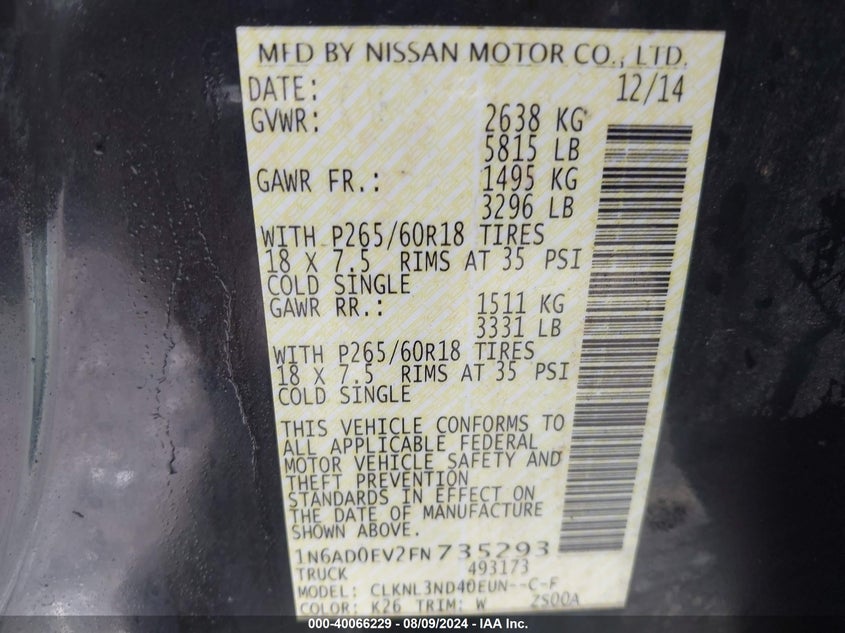 MFD BY NISSAN MOTOR CO., LTD.
DATE: 12/14
GVWR: 2638 KG
5815 LB
GAWR FR.: 1495 KG
3296 LB
WITH P265/60R18 TIRES
18 X 7.5 RIMS AT 35 PSI
COLD SINGLE
GAWR RR.: 1511 KG
3331 LB
WITH P265/60R18 TIRES
18 X 7.5 RIMS AT 35 PSI
COLD SINGLE
THIS VEHICLE CONFORMS TO
ALL APPLICABLE FEDERAL
MOTOR VEHICLE SAFETY AND
THEFT PREVENTION
STANDARDS IN EFFECT ON
THE DATE OF MANUFACTURE
SHOWN ABOVE.
1N6AD0EV2FN735293
TRUCK 493173
MODEL: CLKNL3ND40EUN--C-F
COLOR: K26 TRIM: W ZS00A
000-40066229 - 08/09/2024 - IAA Inc.